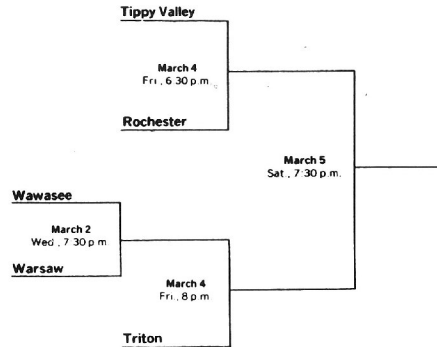 Tippy Valley
March 4
Fri., 6:30 p.m.
Rochester
March 5
Sat., 7:30 p.m.
Wawasee
March 2
Wed., 7:30 p.m.
Warsaw
March 4
Fri., 8 p.m.
Triton